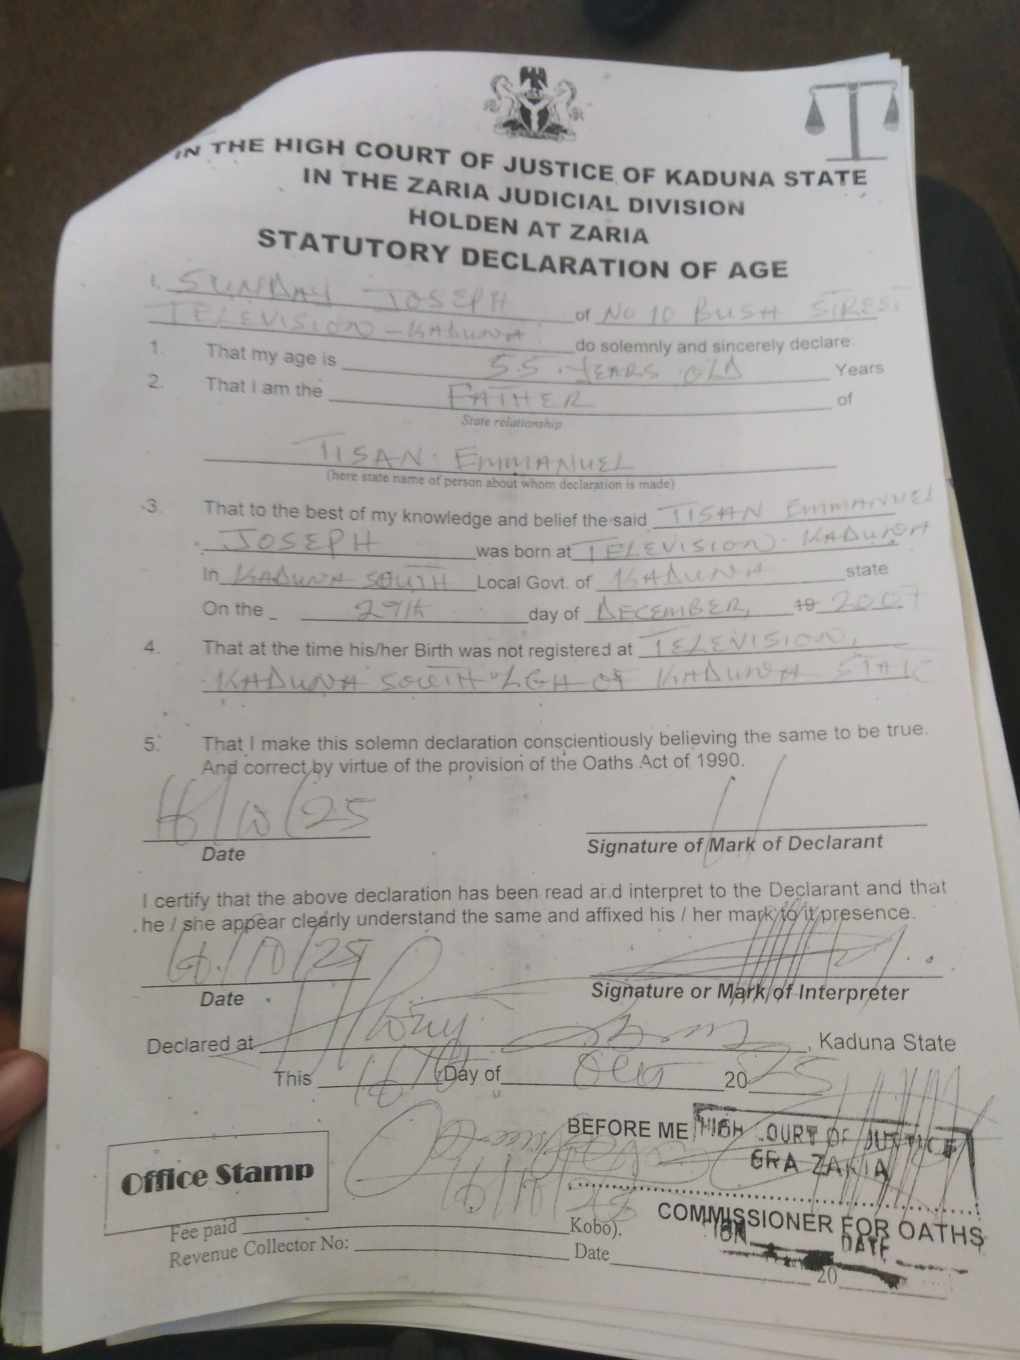 IN THE HIGH COURT OF JUSTICE OF KADUNA STATE
IN THE ZARIA JUDICIAL DIVISION
HOLDEN AT ZARIA
STATUTORY DECLARATION OF AGE
I, SUNDAY JOSEPH of No 10 BUSH STREET
TELEVISION - KADUNA do solemnly and sincerely declare.
1. That my age is 55 YEARS OLD Years
2. That I am the FATHER of
State relationship
TISAN EMMANUEL
(here state name of person about whom declaration is made)
3. That to the best of my knowledge and belief the said TISAN EMMANUEL
JOSEPH was born at TELEVISION. KADUNA
In KADUNA SOUTH Local Govt. of KADUNA state
On the 29th day of DECEMBER, 19 2007
4. That at the time his/her Birth was not registered at TELEVISION,
KADUNA SOUTH LGA OF KADUNA STATE
5. That I make this solemn declaration conscientiously believing the same to be true.
And correct by virtue of the provision of the Oaths Act of 1990.
16/10/25
Date Signature of Mark of Declarant
I certify that the above declaration has been read and interpret to the Declarant and that
he / she appear clearly understand the same and affixed his / her mark to it presence.
16/10/25
Date Signature or Mark of Interpreter
Declared at , Kaduna State
This 16th Day of Oct 2025
BEFORE ME HIGH COURT OF JUSTICE
GRA ZARIA
Office Stamp
COMMISSIONER FOR OATHS
Fee paid Kobo).
DATE
Revenue Collector No: Date 20